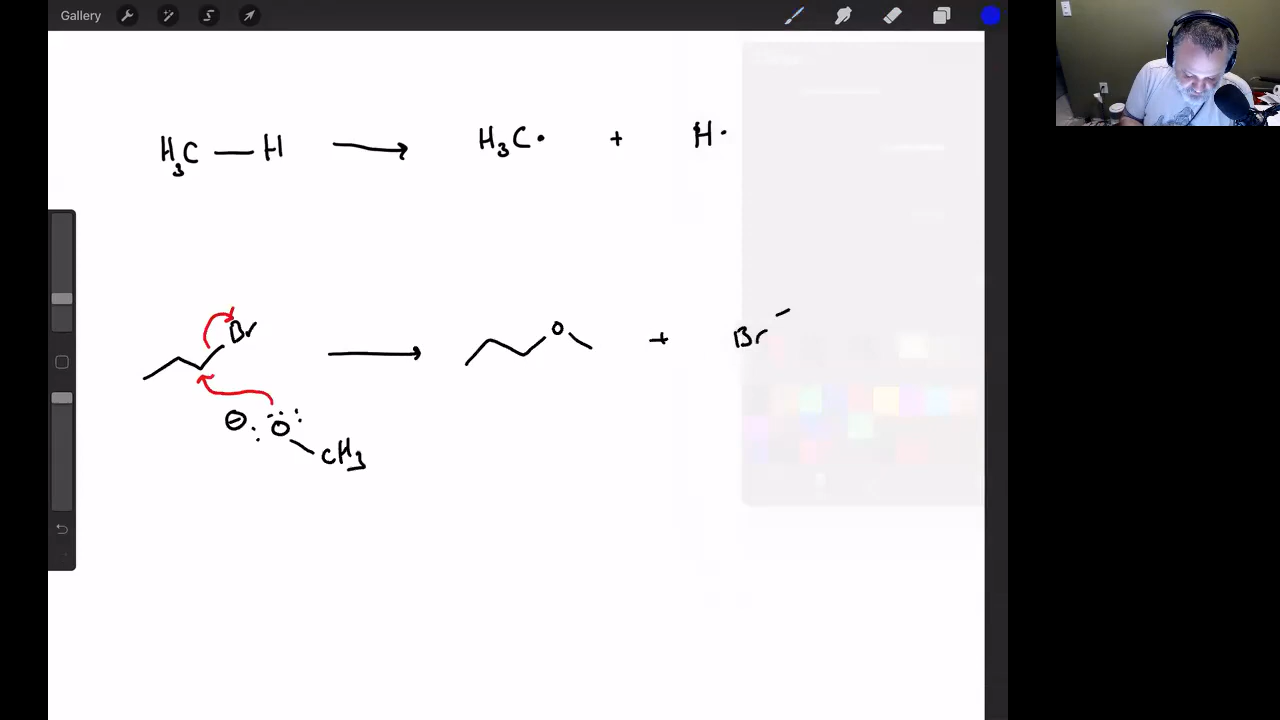 Gallery
H₃C — H → H₃C· + H·
Br → O + Br⁻
⊖ :Ö:
CH₃